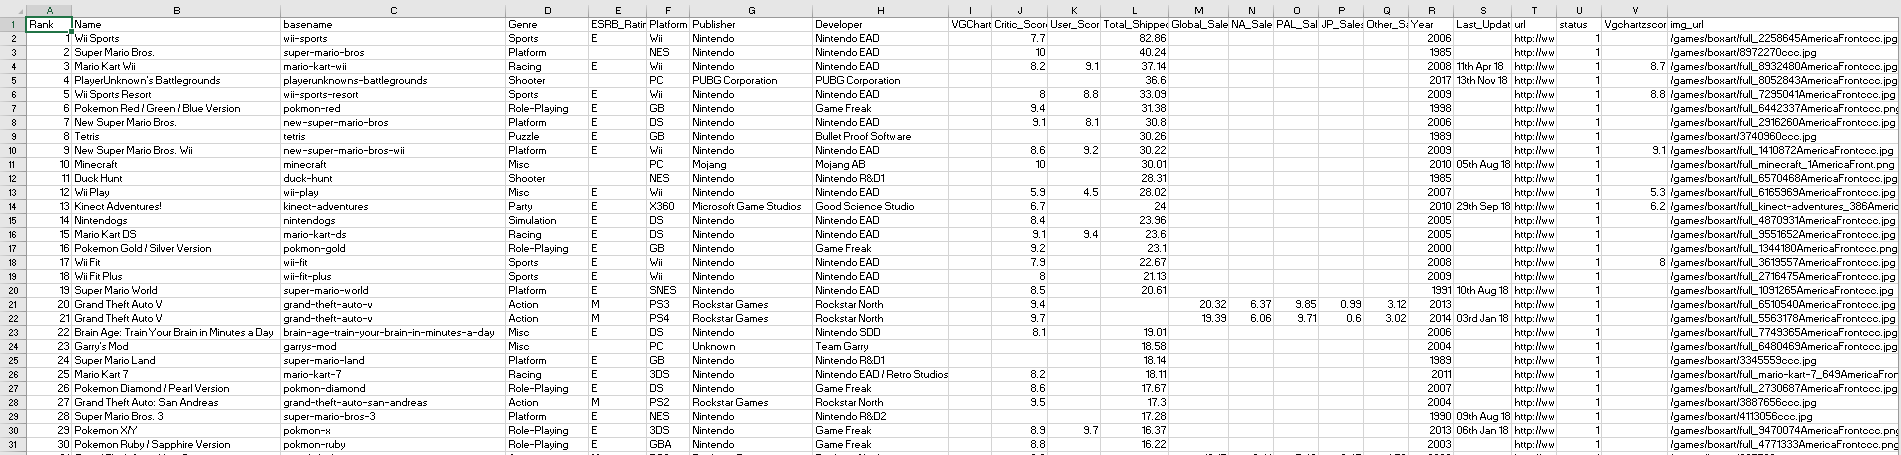 A B C D E F G H I J K L M N O P Q R S T U V W
1 Rank Name basename Genre ESRB_Ratin Platform Publisher Developer VGChart Critic_Score User_Scor Total_Shipped Global_Sale NA_Sale PAL_Sal JP_Sales Other_Sa Year Last_Updat url status Vgchartzscor img_url
2 1 Wii Sports wii-sports Sports E Wii Nintendo Nintendo EAD 7.7 82.86 2006 http://ww 1 /games/boxart/full_2258645AmericaFrontccc.jpg
3 2 Super Mario Bros. super-mario-bros Platform NES Nintendo Nintendo EAD 10 40.24 1985 http://ww 1 /games/boxart/8972270ccc.jpg
4 3 Mario Kart Wii mario-kart-wii Racing E Wii Nintendo Nintendo EAD 8.2 9.1 37.14 2008 11th Apr 18 http://ww 1 8.7 /games/boxart/full_8932480AmericaFrontccc.jpg
5 4 PlayerUnknown's Battlegrounds playerunknowns-battlegrounds Shooter PC PUBG Corporation PUBG Corporation 36.6 2017 13th Nov 18 http://ww 1 /games/boxart/full_8052843AmericaFrontccc.jpg
6 5 Wii Sports Resort wii-sports-resort Sports E Wii Nintendo Nintendo EAD 8 8.8 33.09 2009 http://ww 1 8.8 /games/boxart/full_7295041AmericaFrontccc.jpg
7 6 Pokemon Red / Green / Blue Version pokmon-red Role-Playing E GB Nintendo Game Freak 9.4 31.38 1998 http://ww 1 /games/boxart/full_6442337AmericaFrontccc.png
8 7 New Super Mario Bros. new-super-mario-bros Platform E DS Nintendo Nintendo EAD 9.1 8.1 30.8 2006 http://ww 1 /games/boxart/full_2916260AmericaFrontccc.jpg
9 8 Tetris tetris Puzzle E GB Nintendo Bullet Proof Software 30.26 1989 http://ww 1 /games/boxart/3740960ccc.jpg
10 9 New Super Mario Bros. Wii new-super-mario-bros-wii Platform E Wii Nintendo Nintendo EAD 8.6 9.2 30.22 2009 http://ww 1 9.1 /games/boxart/full_1410872AmericaFrontccc.jpg
11 10 Minecraft minecraft Misc PC Mojang Mojang AB 10 30.01 2010 05th Aug 18 http://ww 1 /games/boxart/full_minecraft_1AmericaFront.png
12 11 Duck Hunt duck-hunt Shooter NES Nintendo Nintendo R&D1 28.31 1985 http://ww 1 /games/boxart/full_6570468AmericaFrontccc.jpg
13 12 Wii Play wii-play Misc E Wii Nintendo Nintendo EAD 5.9 4.5 28.02 2007 http://ww 1 5.3 /games/boxart/full_6165969AmericaFrontccc.jpg
14 13 Kinect Adventures! kinect-adventures Party E X360 Microsoft Game Studios Good Science Studio 6.7 24 2010 29th Sep 18 http://ww 1 6.2 /games/boxart/full_kinect-adventures_386Americ
15 14 Nintendogs nintendogs Simulation E DS Nintendo Nintendo EAD 8.4 23.96 2005 http://ww 1 /games/boxart/full_4870931AmericaFrontccc.jpg
16 15 Mario Kart DS mario-kart-ds Racing E DS Nintendo Nintendo EAD 9.1 9.4 23.6 2005 http://ww 1 /games/boxart/full_9551652AmericaFrontccc.jpg
17 16 Pokemon Gold / Silver Version pokmon-gold Role-Playing E GB Nintendo Game Freak 9.2 23.1 2000 http://ww 1 /games/boxart/full_1344180AmericaFrontccc.png
18 17 Wii Fit wii-fit Sports E Wii Nintendo Nintendo EAD 7.9 22.67 2008 http://ww 1 8 /games/boxart/full_3619557AmericaFrontccc.jpg
19 18 Wii Fit Plus wii-fit-plus Sports E Wii Nintendo Nintendo EAD 8 21.13 2009 http://ww 1 /games/boxart/full_2716475AmericaFrontccc.jpg
20 19 Super Mario World super-mario-world Platform E SNES Nintendo Nintendo EAD 8.5 20.61 1991 10th Aug 18 http://ww 1 /games/boxart/full_1091265AmericaFrontccc.jpg
21 20 Grand Theft Auto V grand-theft-auto-v Action M PS3 Rockstar Games Rockstar North 9.4 20.32 6.37 9.85 0.99 3.12 2013 http://ww 1 /games/boxart/full_6510540AmericaFrontccc.jpg
22 21 Grand Theft Auto V grand-theft-auto-v Action M PS4 Rockstar Games Rockstar North 9.7 19.39 6.06 9.71 0.6 3.02 2014 03rd Jan 18 http://ww 1 /games/boxart/full_5563178AmericaFrontccc.jpg
23 22 Brain Age: Train Your Brain in Minutes a Day brain-age-train-your-brain-in-minutes-a-day Misc E DS Nintendo Nintendo SDD 8.1 19.01 2006 http://ww 1 /games/boxart/full_7749365AmericaFrontccc.jpg
24 23 Garry's Mod garrys-mod Misc PC Unknown Team Garry 18.58 2004 http://ww 1 /games/boxart/full_6480469AmericaFrontccc.jpg
25 24 Super Mario Land super-mario-land Platform E GB Nintendo Nintendo R&D1 18.14 1989 http://ww 1 /games/boxart/3345559ccc.jpg
26 25 Mario Kart 7 mario-kart-7 Racing E 3DS Nintendo Nintendo EAD / Retro Studios 8.2 18.11 2011 http://ww 1 /games/boxart/full_mario-kart-7_649AmericaFron
27 26 Pokemon Diamond / Pearl Version pokmon-diamond Role-Playing E DS Nintendo Game Freak 8.6 17.67 2007 http://ww 1 /games/boxart/full_2730687AmericaFrontccc.jpg
28 27 Grand Theft Auto: San Andreas grand-theft-auto-san-andreas Action M PS2 Rockstar Games Rockstar North 9.5 17.3 2004 http://ww 1 /games/boxart/3887656ccc.jpg
29 28 Super Mario Bros. 3 super-mario-bros-3 Platform E NES Nintendo Nintendo R&D2 17.28 1990 09th Aug 18 http://ww 1 /games/boxart/4113056ccc.jpg
30 29 Pokemon X/Y pokmon-x Role-Playing E 3DS Nintendo Game Freak 8.9 9.7 16.37 2013 06th Jan 18 http://ww 1 /games/boxart/full_9470074AmericaFrontccc.png
31 30 Pokemon Ruby / Sapphire Version pokmon-ruby Role-Playing E GBA Nintendo Game Freak 8.8 16.22 2003 http://ww 1 /games/boxart/full_4771333AmericaFrontccc.png